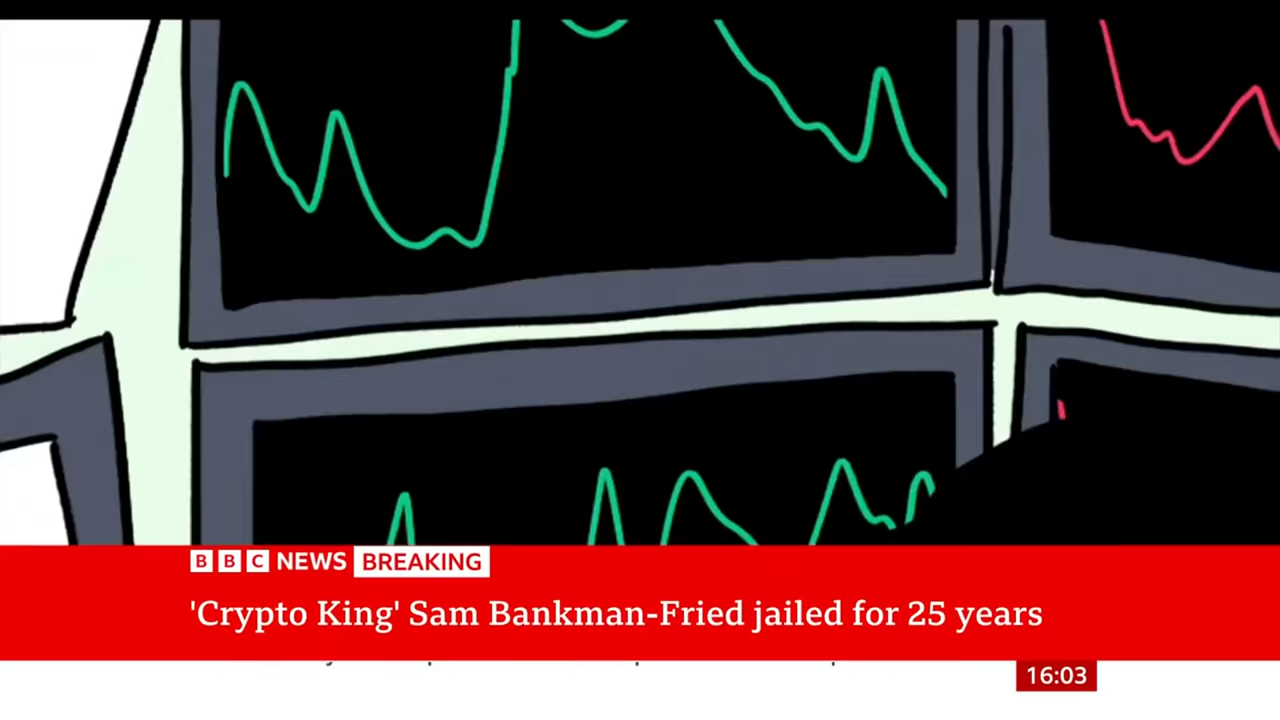 BBC NEWS BREAKING
'Crypto King' Sam Bankman-Fried jailed for 25 years
16:03